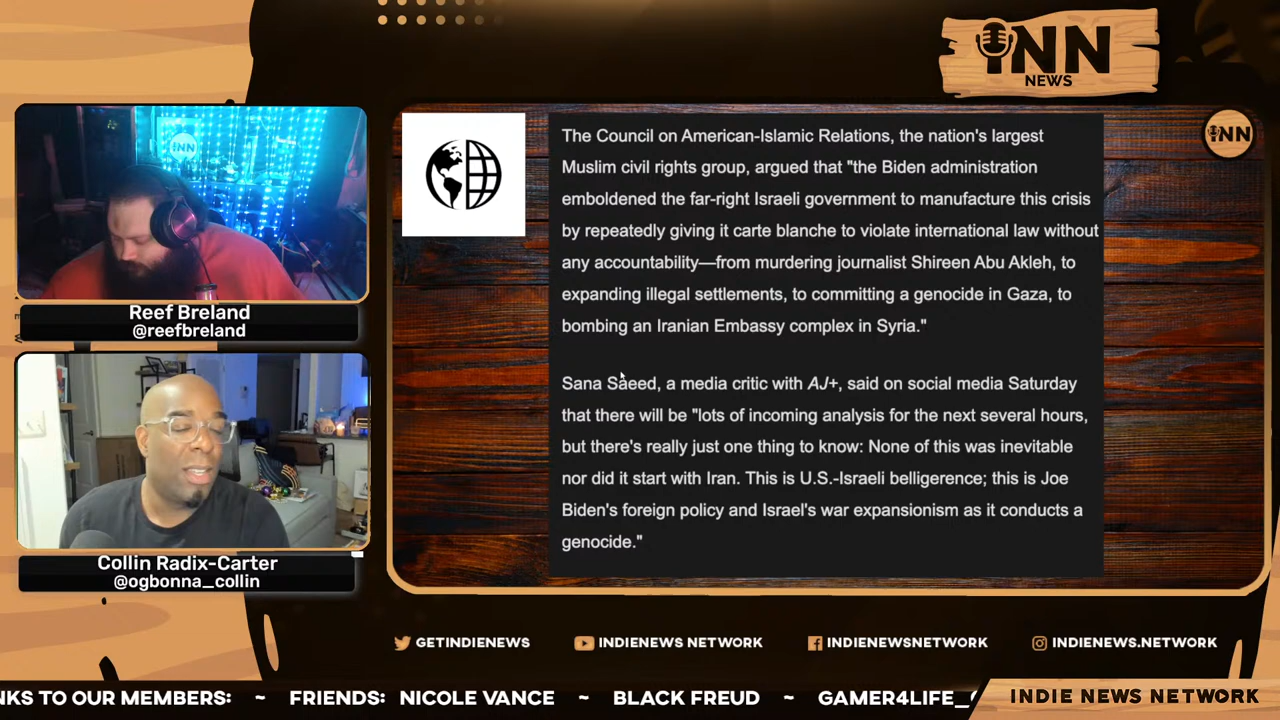 iNN
NEWS
iNN
The Council on American-Islamic Relations, the nation's largest
Muslim civil rights group, argued that "the Biden administration
emboldened the far-right Israeli government to manufacture this crisis
by repeatedly giving it carte blanche to violate international law without
any accountability—from murdering journalist Shireen Abu Akleh, to
expanding illegal settlements, to committing a genocide in Gaza, to
bombing an Iranian Embassy complex in Syria."
Sana Saeed, a media critic with AJ+, said on social media Saturday
that there will be "lots of incoming analysis for the next several hours,
but there's really just one thing to know: None of this was inevitable
nor did it start with Iran. This is U.S.-Israeli belligerence; this is Joe
Biden's foreign policy and Israel's war expansionism as it conducts a
genocide."
iNN
Reef Breland
@reefbreland
Collin Radix-Carter
@ogbonna_collin
GETINDIENEWS
INDIENEWS NETWORK
INDIENEWSNETWORK
INDIENEWS.NETWORK
NKS TO OUR MEMBERS: ~ FRIENDS: NICOLE VANCE ~ BLACK FREUD ~ GAMER4LIFE_
INDIE NEWS NETWORK